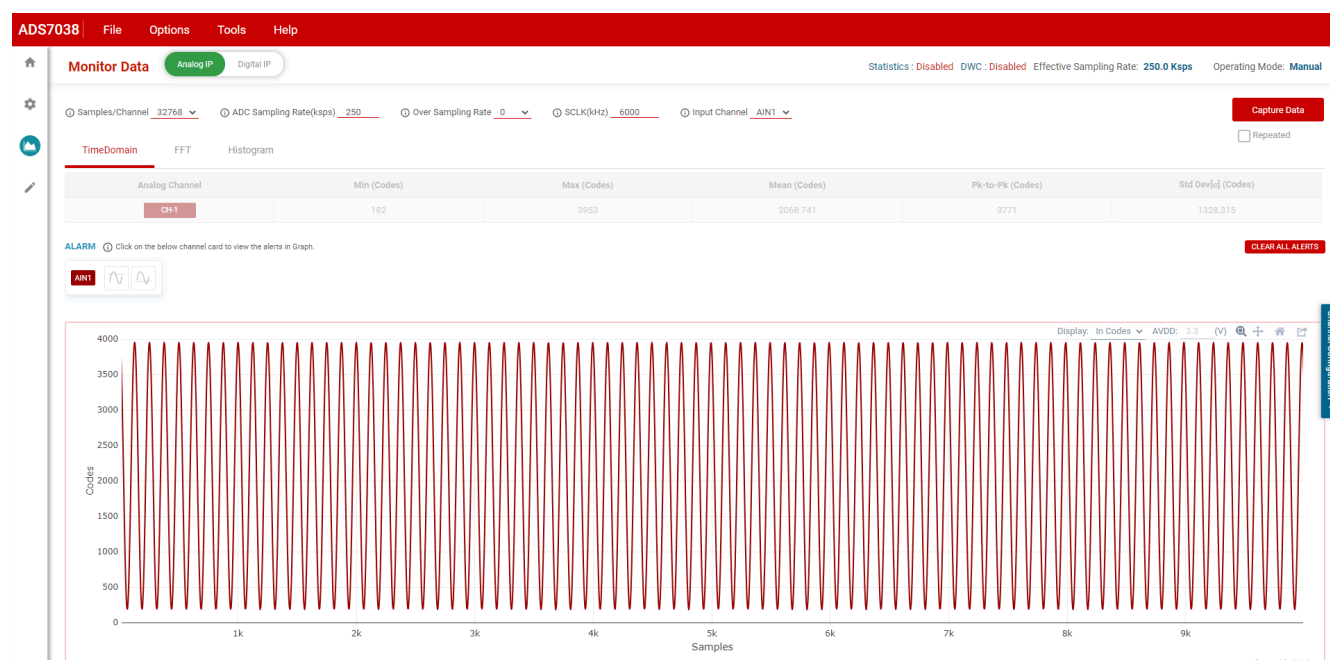 ADS7038 File Options Tools Help
Monitor Data Analog IP Digital IP Statistics : Disabled DWC : Disabled Effective Sampling Rate: 250.0 Ksps Operating Mode: Manual
Samples/Channel 32768 ADC Sampling Rate(ksps) 250 Over Sampling Rate 0 SCLK(kHz) 6000 Input Channel AIN1 Capture Data
Repeated
TimeDomain FFT Histogram
Analog Channel Min (Codes) Max (Codes) Mean (Codes) Pk-to-Pk (Codes) Std Dev[σ] (Codes)
CH-1 182 3953 2068.741 3771 1328.315
ALARM Click on the below channel card to view the alerts in Graph. CLEAR ALL ALERTS
AIN1
Display: In Codes AVDD: 3.3 (V)
4000
3500
3000
2500
2000
1500
1000
500
0
Codes
1k 2k 3k 4k 5k 6k 7k 8k 9k
Samples